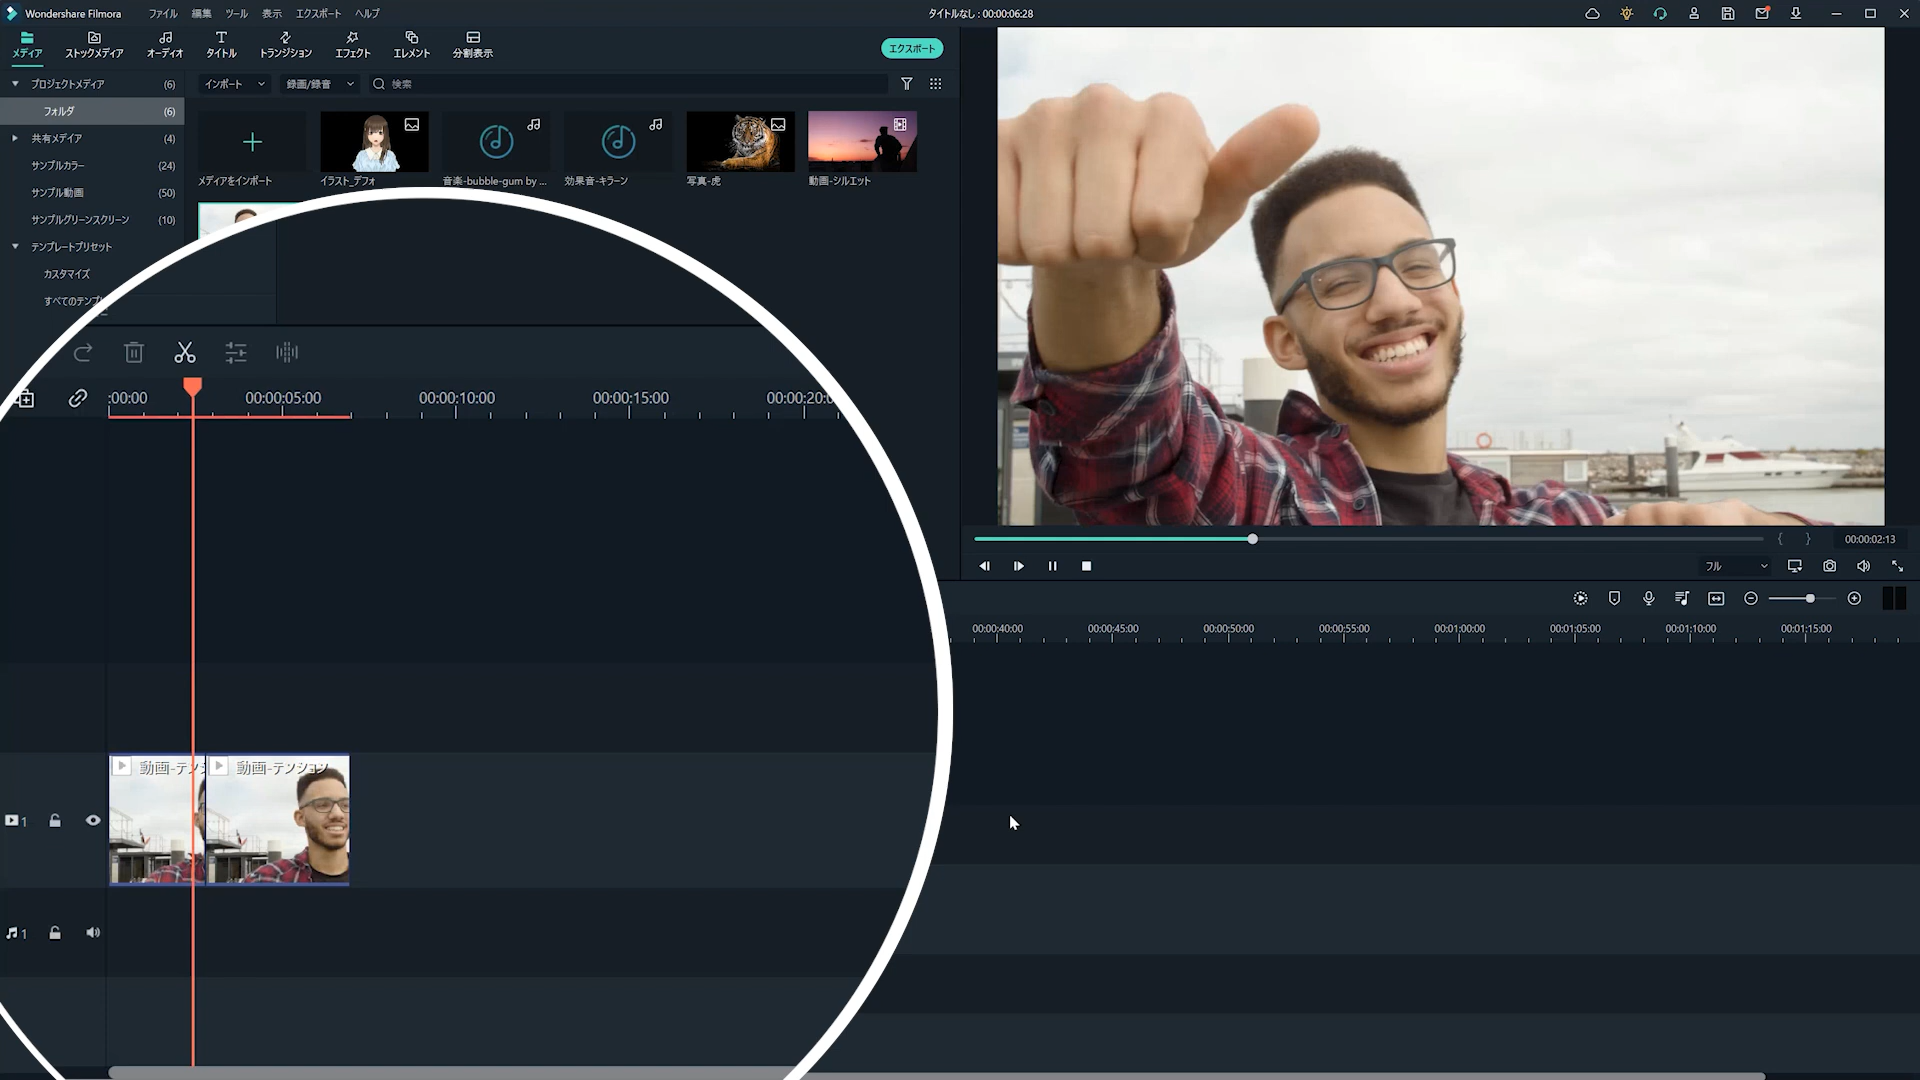 Wondershare Filmora
ファイル 編集 ツール 表示 エクスポート ヘルプ
タイトルなし : 00:00:06:28
メディア ストックメディア オーディオ タイトル トランジション エフェクト エレメント 分割表示
エクスポート
プロジェクトメディア (6)
フォルダ (6)
共有メデイア (4)
サンプルカラー (24)
サンプル動画 (50)
サンプルグリーンスクリーン (10)
テンプレートプリセット
カスタマイズ
すべてのテンプ
インポート 録画/録音 検索
メディアをインポート イラスト_デフォ 音楽-bubble-gum by ... 効果音-キラーン 写真-虎 動画-シルエット
00:00:02:13
フル
:00:00 00:00:05:00 00:00:10:00 00:00:15:00 00:00:20:0
00:00:40:00 00:00:45:00 00:00:50:00 00:00:55:00 00:01:00:00 00:01:05:00 00:01:10:00 00:01:15:00
動画-テンシ 動画-テンション
1
1